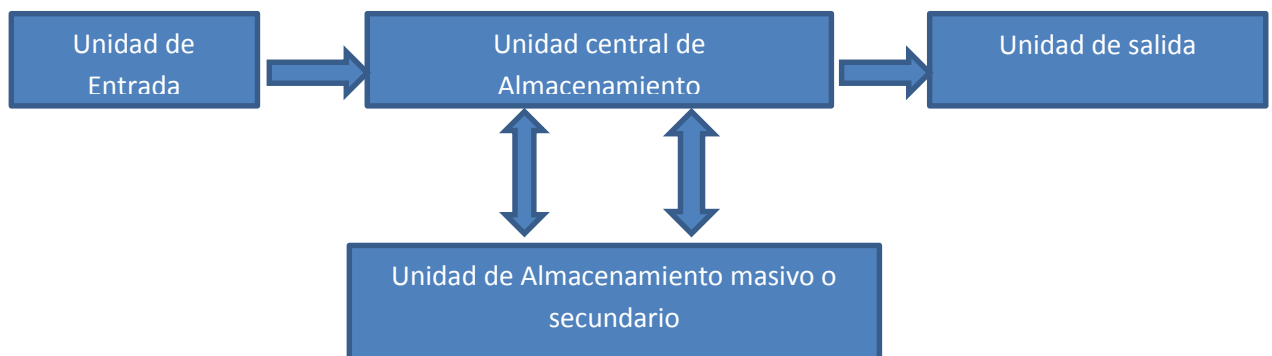 Unidad de
Entrada
Unidad central de
Almacenamiento
Unidad de salida
Unidad de Almacenamiento masivo o
secundario